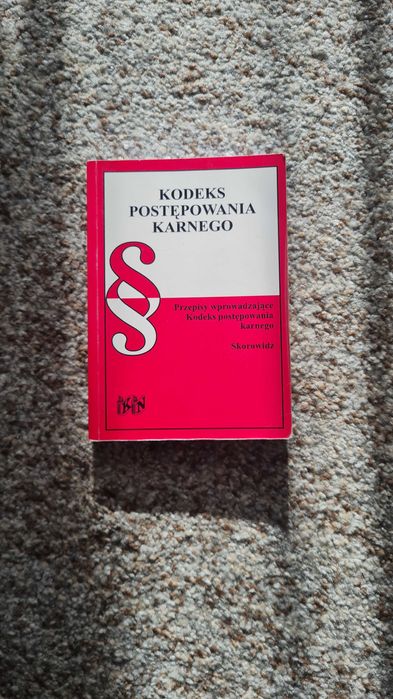 KODEKS
POSTĘPOWANIA
KARNEGO
§
Przepisy wprowadzające
Kodeks postępowania
karnego
Skorowidz